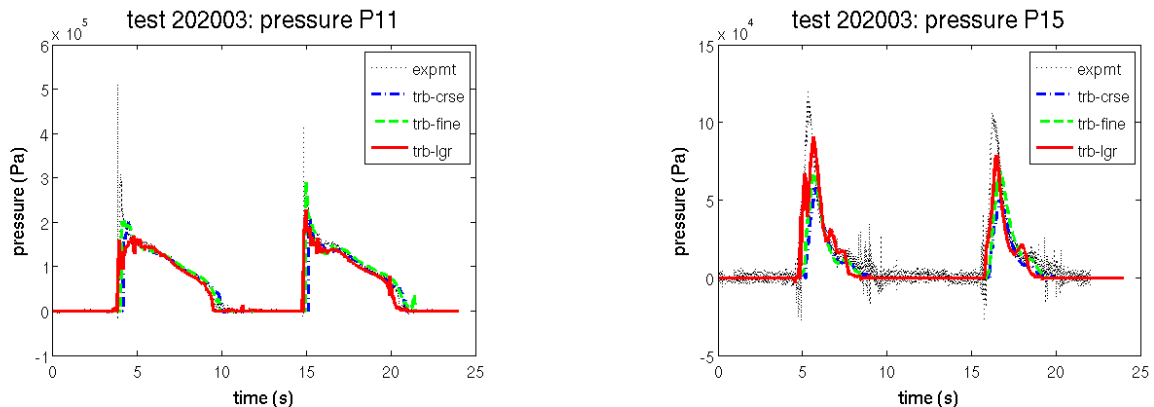 test 202003: pressure P11
x 10^5
6
5
4
3
2
1
0
-1
0 5 10 15 20 25
pressure (Pa)
time (s)
expmt
trb-crse
trb-fine
trb-lgr
test 202003: pressure P15
x 10^4
15
10
5
0
-5
0 5 10 15 20 25
pressure (Pa)
time (s)
expmt
trb-crse
trb-fine
trb-lgr